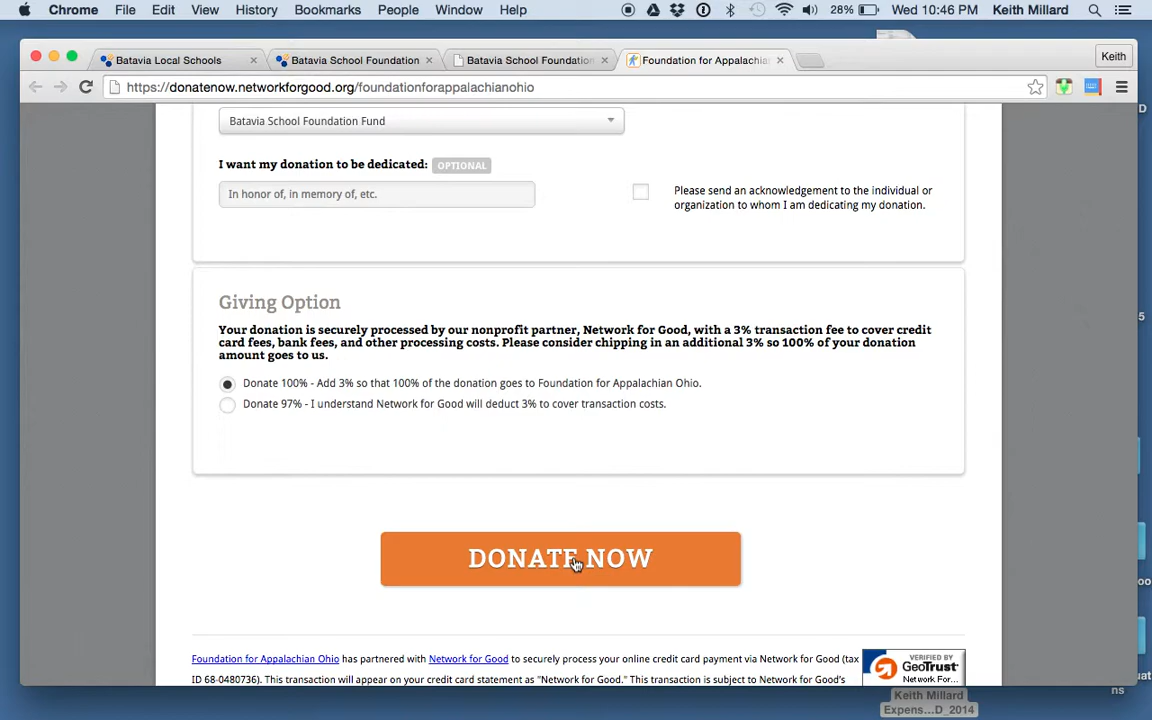 Chrome File Edit View History Bookmarks People Window Help 28% Wed 10:46 PM Keith Millard
Batavia Local Schools Batavia School Foundation Batavia School Foundation Foundation for Appalachia Keith
https://donatenow.networkforgood.org/foundationforappalachianohio
Batavia School Foundation Fund
I want my donation to be dedicated: OPTIONAL
In honor of, in memory of, etc.
Please send an acknowledgement to the individual or
organization to whom I am dedicating my donation.
Giving Option
Your donation is securely processed by our nonprofit partner, Network for Good, with a 3% transaction fee to cover credit
card fees, bank fees, and other processing costs. Please consider chipping in an additional 3% so 100% of your donation
amount goes to us.
Donate 100% - Add 3% so that 100% of the donation goes to Foundation for Appalachian Ohio.
Donate 97% - I understand Network for Good will deduct 3% to cover transaction costs.
DONATE NOW
Foundation for Appalachian Ohio has partnered with Network for Good to securely process your online credit card payment via Network for Good (tax
ID 68-0480736). This transaction will appear on your credit card statement as "Network for Good." This transaction is subject to Network for Good's
VERIFIED BY
GeoTrust
Network For...
Keith Millard
Expens...D_2014